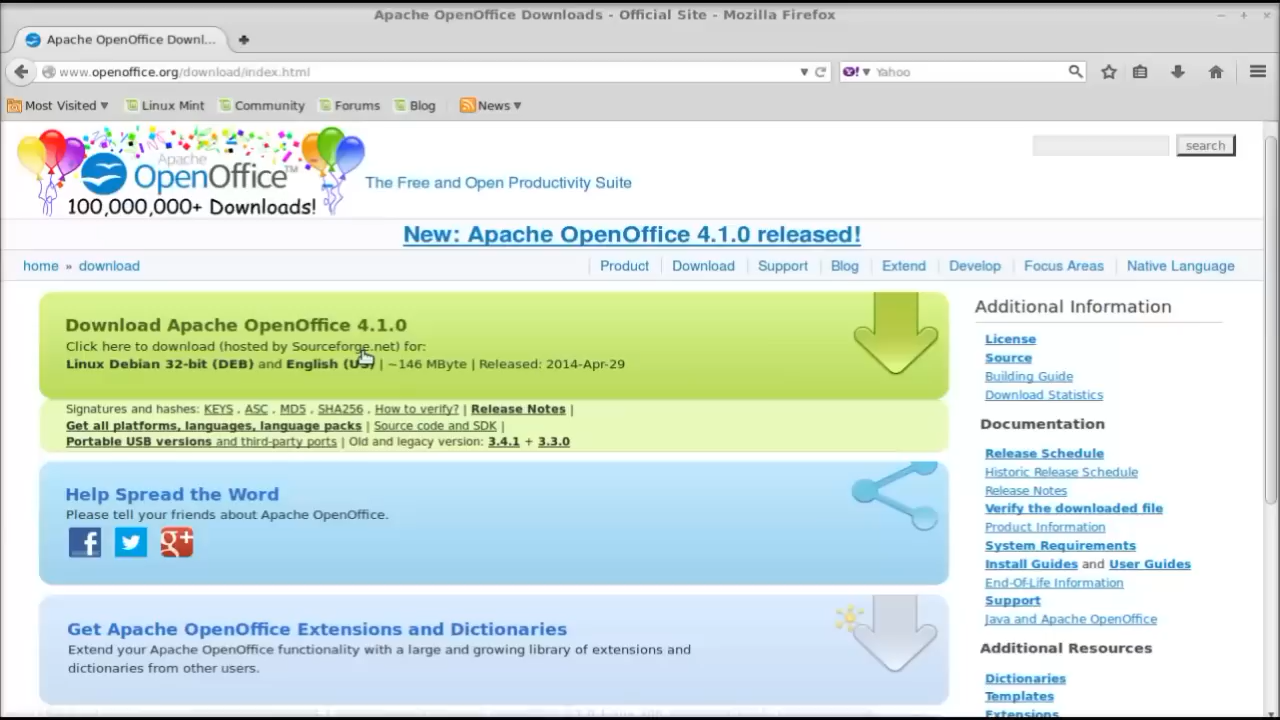 Apache OpenOffice Downloads - Official Site - Mozilla Firefox
Apache OpenOffice Downl...
www.openoffice.org/download/index.html
Yahoo
Most Visited
Linux Mint
Community
Forums
Blog
News
Apache
OpenOffice™
100,000,000+ Downloads!
The Free and Open Productivity Suite
search
New: Apache OpenOffice 4.1.0 released!
home » download
Product
Download
Support
Blog
Extend
Develop
Focus Areas
Native Language
Download Apache OpenOffice 4.1.0
Click here to download (hosted by Sourceforge.net) for:
Linux Debian 32-bit (DEB) and English (US) | ~146 MByte | Released: 2014-Apr-29
Signatures and hashes: KEYS , ASC , MD5 , SHA256 , How to verify? | Release Notes |
Get all platforms, languages, language packs | Source code and SDK |
Portable USB versions and third-party ports | Old and legacy version: 3.4.1 + 3.3.0
Help Spread the Word
Please tell your friends about Apache OpenOffice.
Get Apache OpenOffice Extensions and Dictionaries
Extend your Apache OpenOffice functionality with a large and growing library of extensions and
dictionaries from other users.
Additional Information
License
Source
Building Guide
Download Statistics
Documentation
Release Schedule
Historic Release Schedule
Release Notes
Verify the downloaded file
Product Information
System Requirements
Install Guides and User Guides
End-Of-Life Information
Support
Java and Apache OpenOffice
Additional Resources
Dictionaries
Templates
Extensions